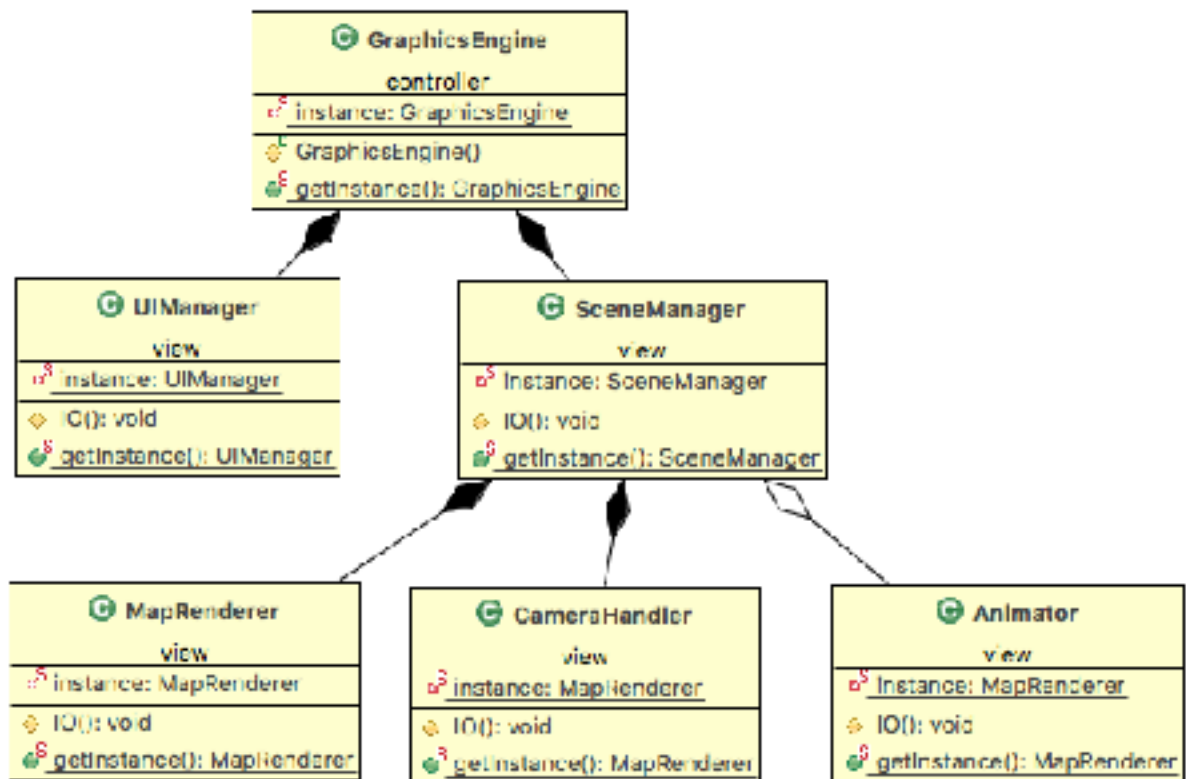 C GraphicsEngine
controller
S instance: GraphicsEngine
C GraphicsEngine()
S getInstance(): GraphicsEngine
C UIManager
view
S instance: UIManager
IO(): void
S getInstance(): UIManager
C SceneManager
view
S instance: SceneManager
IO(): void
S getInstance(): SceneManager
C MapRenderer
view
S instance: MapRenderer
IO(): void
S getInstance(): MapRenderer
C CameraHandler
view
S instance: MapRenderer
IO(): void
S getInstance(): MapRenderer
C Animator
view
S instance: MapRenderer
IO(): void
S getInstance(): MapRenderer